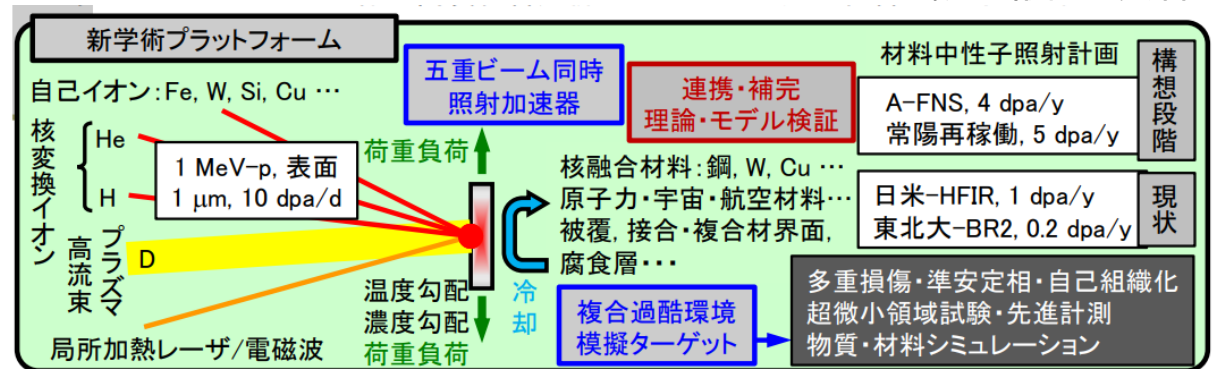 新学術プラットフォーム
自己イオン:Fe, W, Si, Cu ⋯
核変換イオン
He
H
1 MeV-p, 表面
1 μm, 10 dpa/d
高流束
プラズマ
D
局所加熱レーザ/電磁波
五重ビーム同時
照射加速器
荷重負荷
温度勾配
濃度勾配
荷重負荷
冷却
連携・補完
理論・モデル検証
核融合材料:鋼, W, Cu ⋯
原子力・宇宙・航空材料⋯
被覆, 接合・複合材界面,
腐食層・・・
複合過酷環境
模擬ターゲット
材料中性子照射計画
A-FNS, 4 dpa/y
常陽再稼働, 5 dpa/y
構想段階
日米-HFIR, 1 dpa/y
東北大-BR2, 0.2 dpa/y
現状
多重損傷・準安定相・自己組織化
超微小領域試験・先進計測
物質・材料シミュレーション